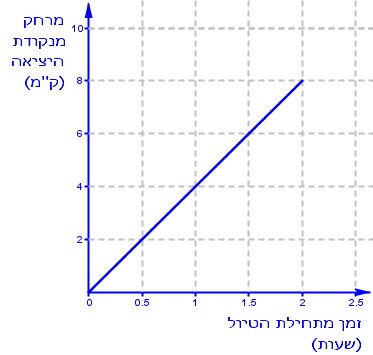 מרחק
מנקודת
היציאה
(ק"מ)
10
8
6
4
2
0 0.5 1 1.5 2 2.5
זמן מתחילת הטיול
(שעות)